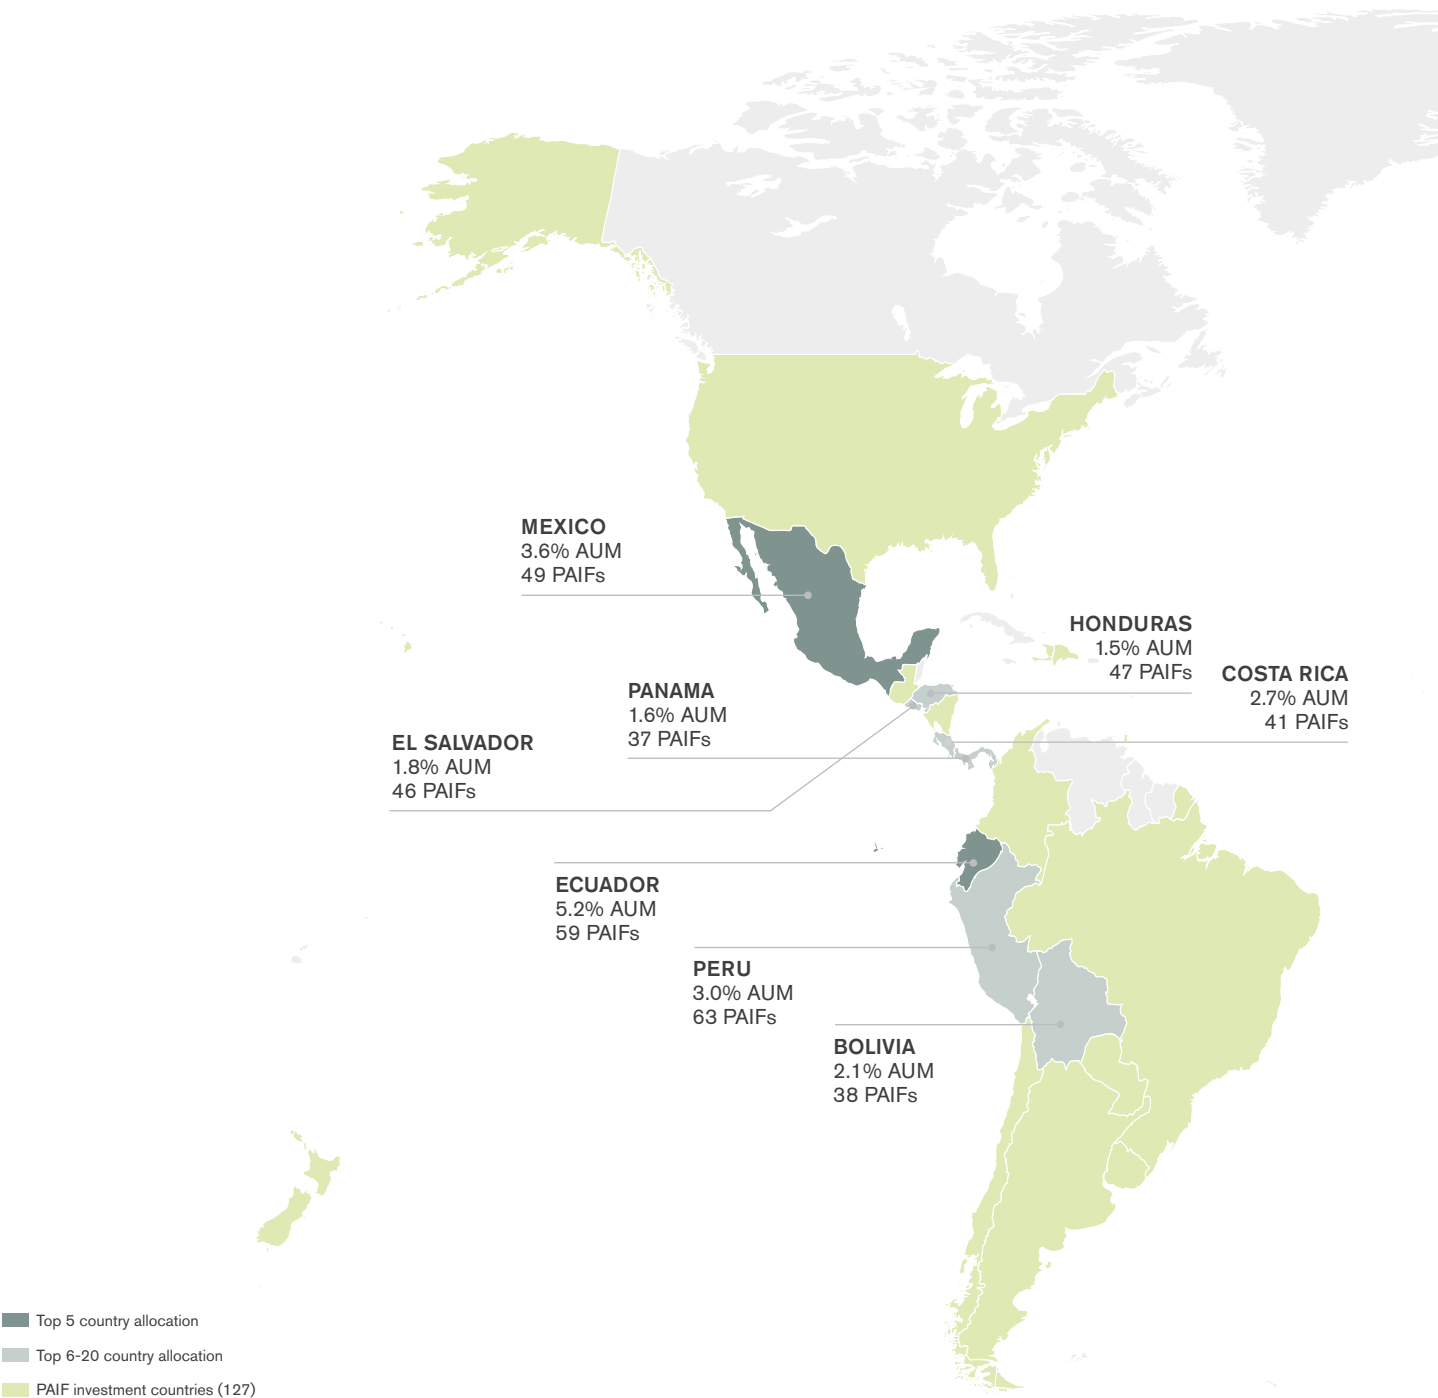 MEXICO
3.6% AUM
49 PAIFs
HONDURAS
1.5% AUM
47 PAIFs
COSTA RICA
2.7% AUM
41 PAIFs
PANAMA
1.6% AUM
37 PAIFs
EL SALVADOR
1.8% AUM
46 PAIFs
ECUADOR
5.2% AUM
59 PAIFs
PERU
3.0% AUM
63 PAIFs
BOLIVIA
2.1% AUM
38 PAIFs
Top 5 country allocation
Top 6-20 country allocation
PAIF investment countries (127)